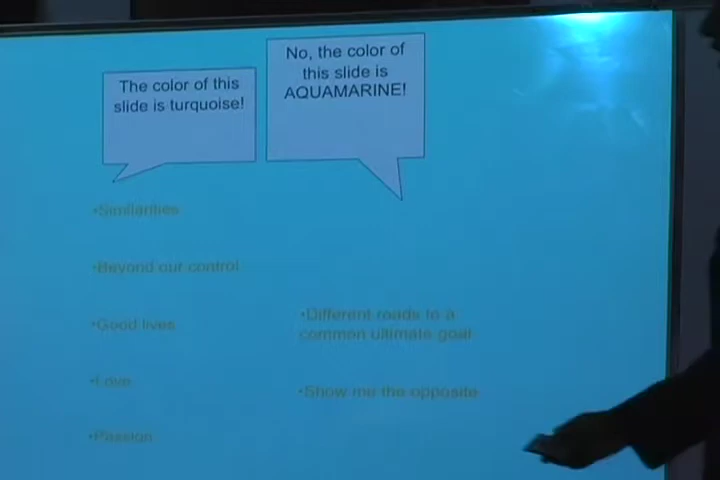 The color of this
slide is turquoise!
No, the color of
this slide is
AQUAMARINE!
•Similarities
•Beyond our control
•Good lives
•Love
•Passion
•Different roads to a
common ultimate goal
•Show me the opposite